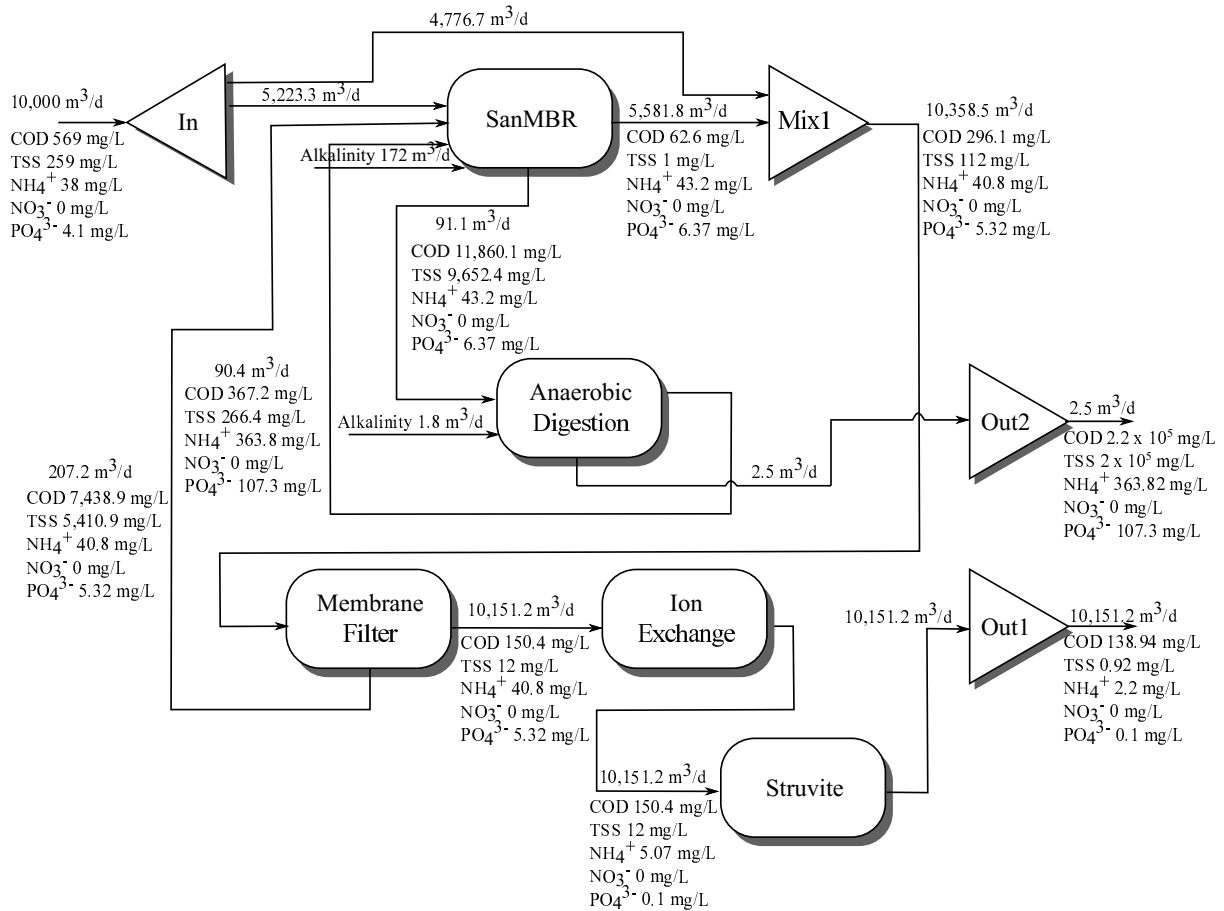 4,776.7 m3/d
10,000 m3/d
COD 569 mg/L
TSS 259 mg/L
NH4+ 38 mg/L
NO3- 0 mg/L
PO43- 4.1 mg/L
In
5,223.3 m3/d
Alkalinity 172 m3/d
SanMBR
5,581.8 m3/d
COD 62.6 mg/L
TSS 1 mg/L
NH4+ 43.2 mg/L
NO3- 0 mg/L
PO43- 6.37 mg/L
Mix1
10,358.5 m3/d
COD 296.1 mg/L
TSS 112 mg/L
NH4+ 40.8 mg/L
NO3- 0 mg/L
PO43- 5.32 mg/L
91.1 m3/d
COD 11,860.1 mg/L
TSS 9,652.4 mg/L
NH4+ 43.2 mg/L
NO3- 0 mg/L
PO43- 6.37 mg/L
90.4 m3/d
COD 367.2 mg/L
TSS 266.4 mg/L
NH4+ 363.8 mg/L
NO3- 0 mg/L
PO43- 107.3 mg/L
Alkalinity 1.8 m3/d
Anaerobic
Digestion
2.5 m3/d
Out2
2.5 m3/d
COD 2.2 x 105 mg/L
TSS 2 x 105 mg/L
NH4+ 363.82 mg/L
NO3- 0 mg/L
PO43- 107.3 mg/L
207.2 m3/d
COD 7,438.9 mg/L
TSS 5,410.9 mg/L
NH4+ 40.8 mg/L
NO3- 0 mg/L
PO43- 5.32 mg/L
Membrane
Filter
10,151.2 m3/d
COD 150.4 mg/L
TSS 12 mg/L
NH4+ 40.8 mg/L
NO3- 0 mg/L
PO43- 5.32 mg/L
Ion
Exchange
10,151.2 m3/d
Out1
10,151.2 m3/d
COD 138.94 mg/L
TSS 0.92 mg/L
NH4+ 2.2 mg/L
NO3- 0 mg/L
PO43- 0.1 mg/L
10,151.2 m3/d
COD 150.4 mg/L
TSS 12 mg/L
NH4+ 5.07 mg/L
NO3- 0 mg/L
PO43- 0.1 mg/L
Struvite